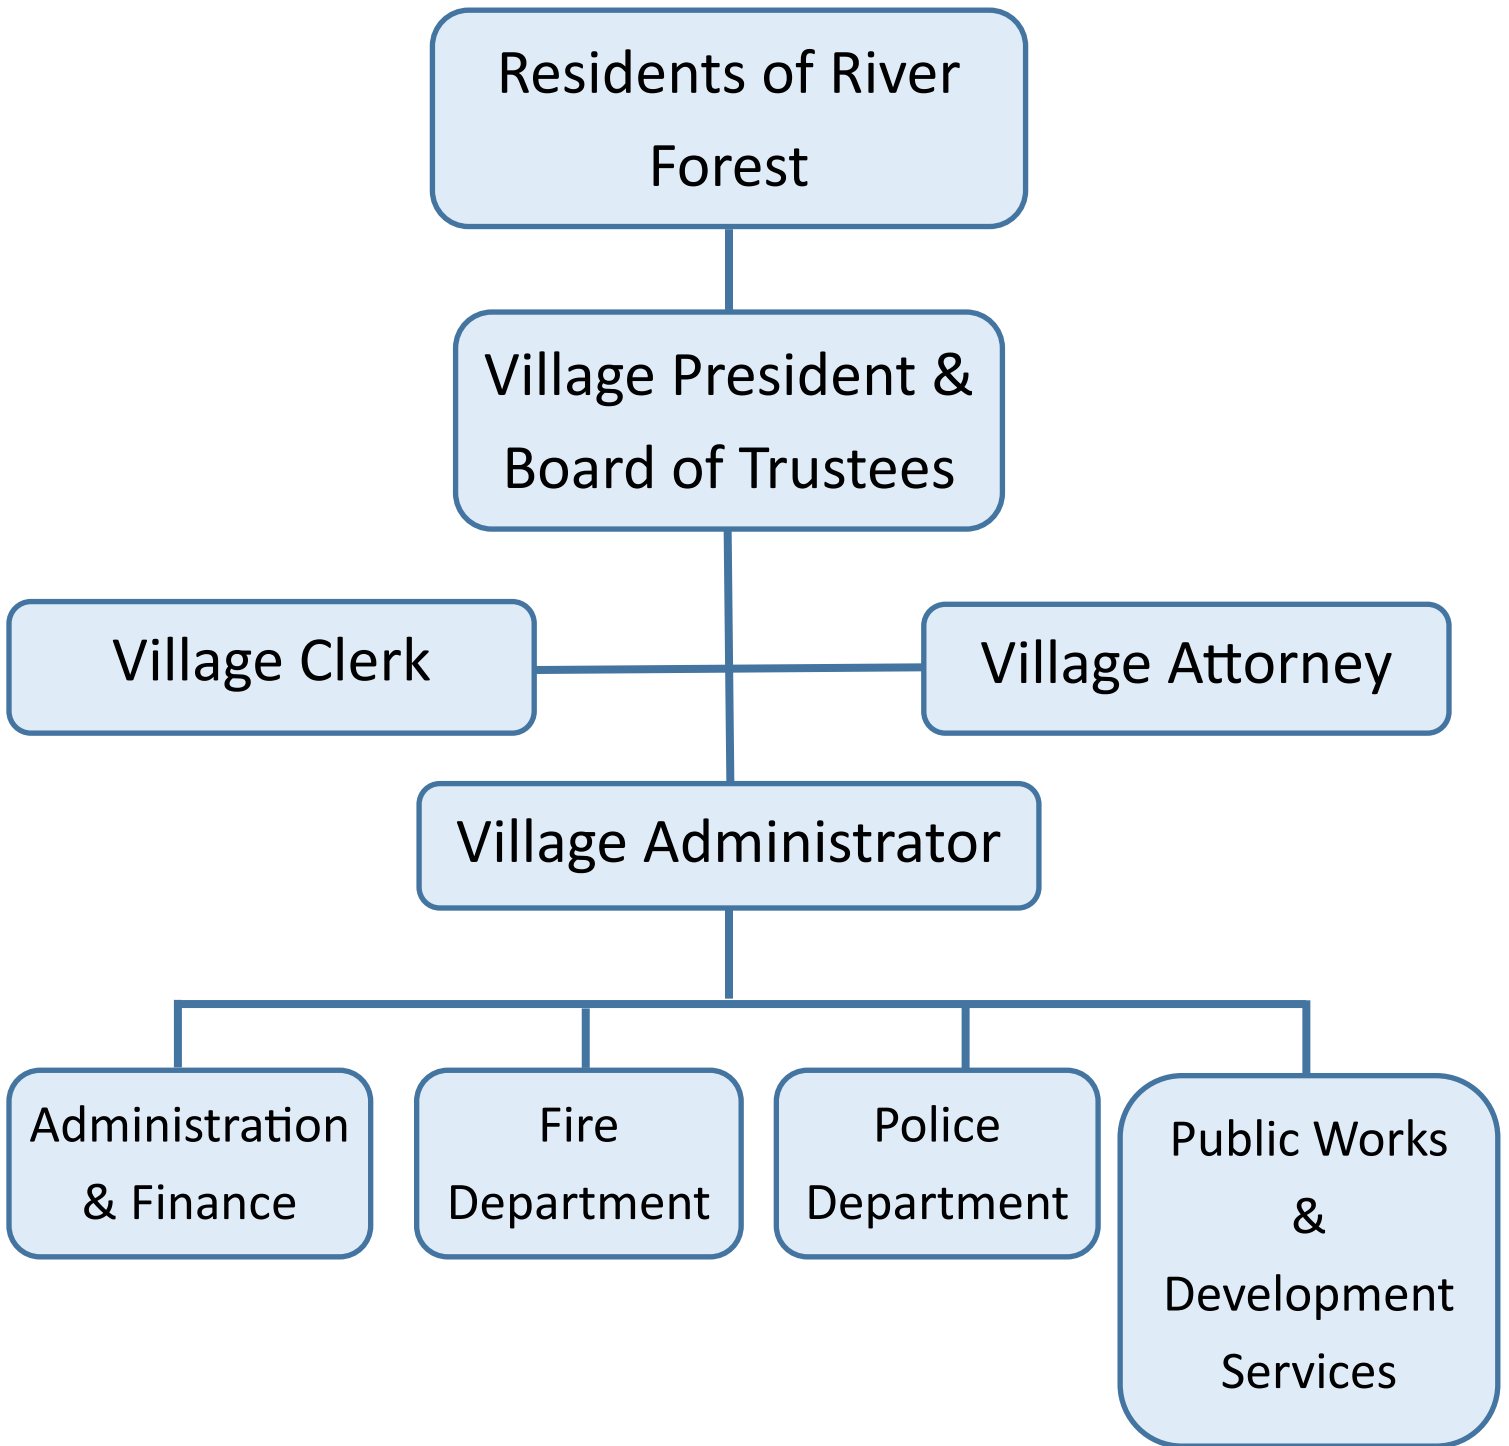 Residents of River
Forest
Village President &
Board of Trustees
Village Clerk
Village Attorney
Village Administrator
Administration
& Finance
Fire
Department
Police
Department
Public Works
&
Development
Services